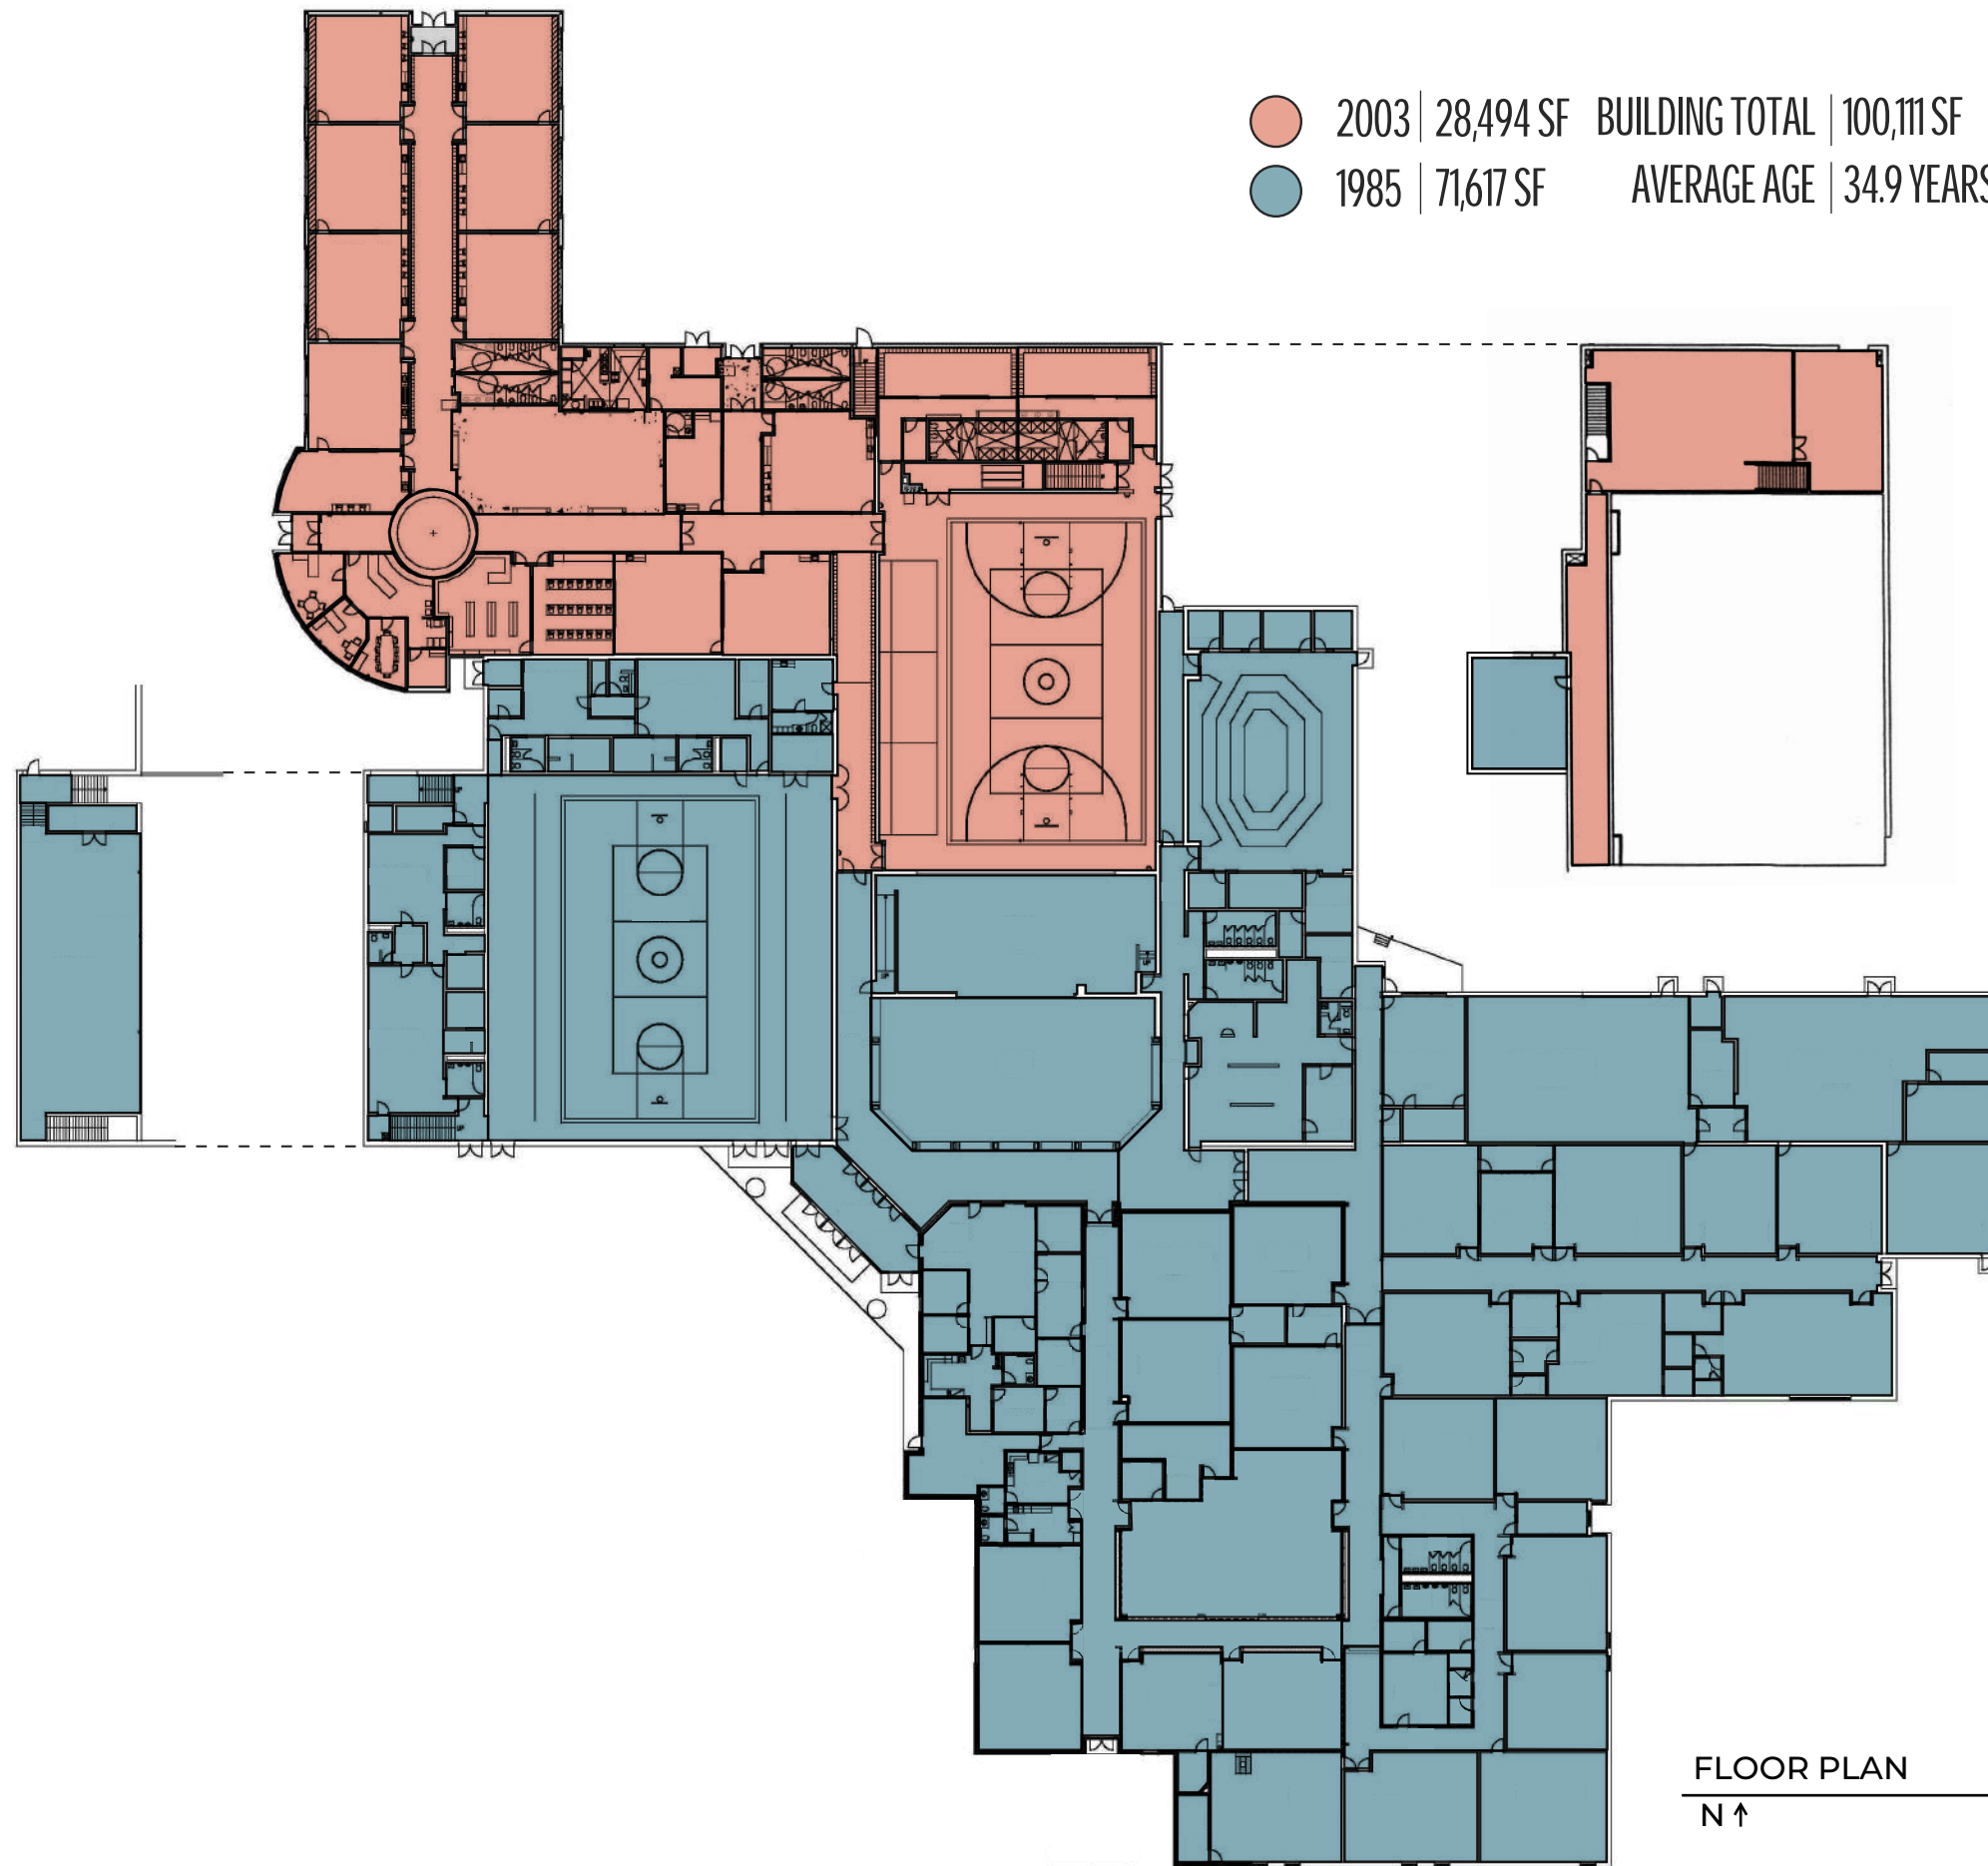 2003 | 28,494 SF BUILDING TOTAL | 100,111 SF
1985 | 71,617 SF AVERAGE AGE | 34.9 YEARS
FLOOR PLAN
N ↑